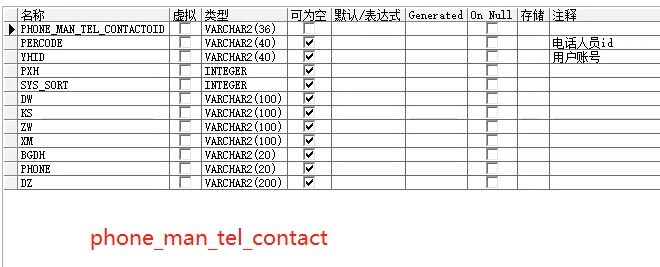 名称 虚拟 类型 可为空 默认/表达式 Generated On Null 存储 注释
PHONE_MAN_TEL_CONTACTOID VARCHAR2(36)
PERCODE VARCHAR2(40) 电话人员id
YHID VARCHAR2(40) 用户账号
PXH INTEGER
SYS_SORT INTEGER
DW VARCHAR2(100)
KS VARCHAR2(100)
ZW VARCHAR2(100)
XM VARCHAR2(100)
BGDH VARCHAR2(20)
PHONE VARCHAR2(20)
DZ VARCHAR2(200)
phone_man_tel_contact